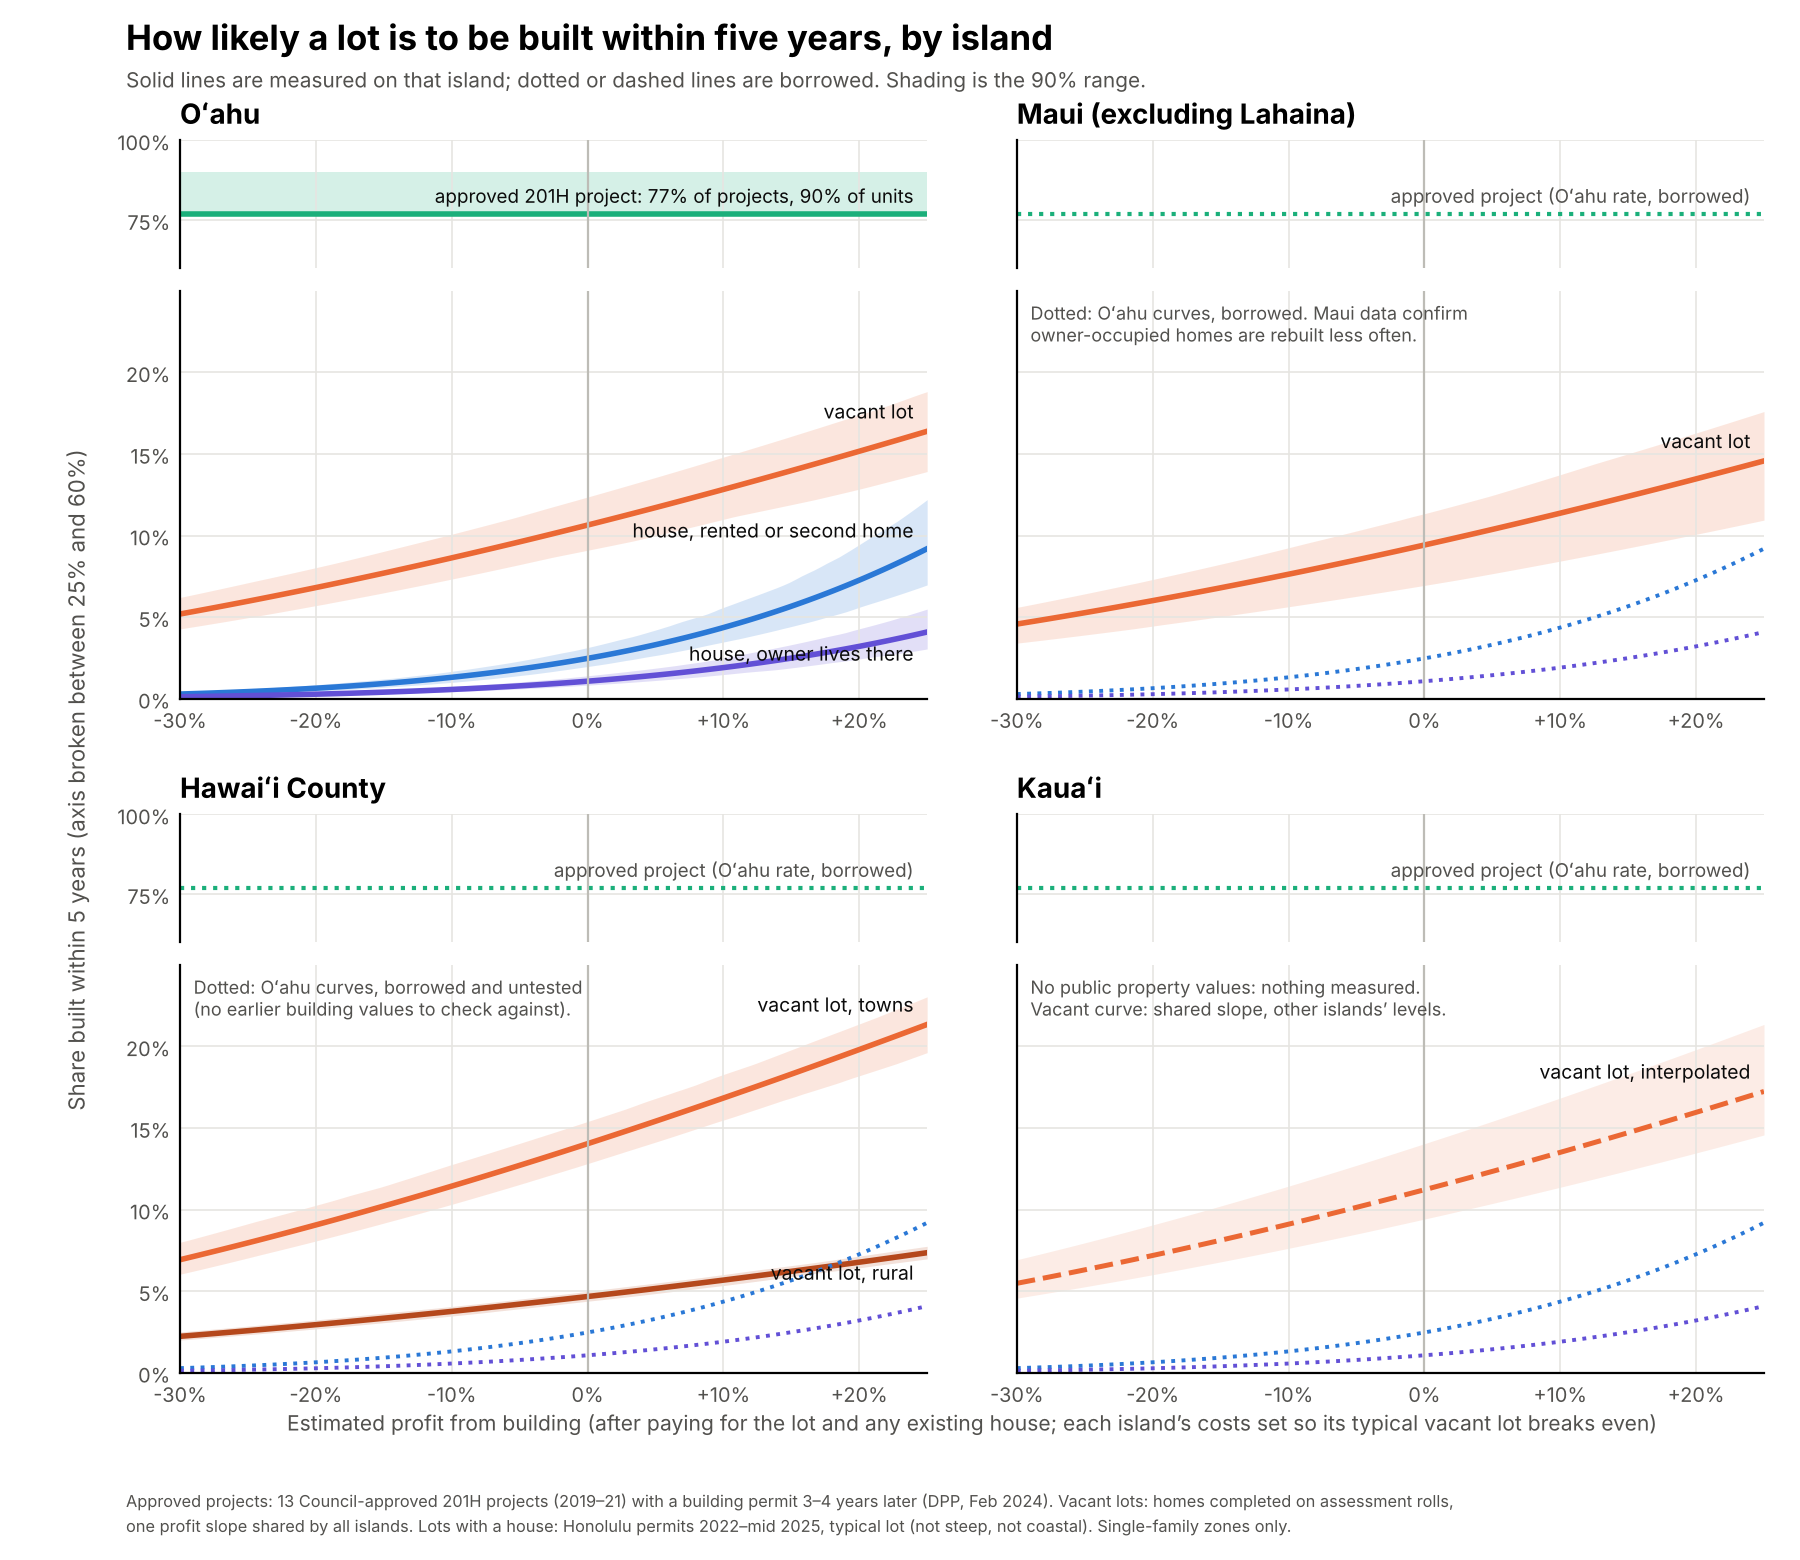 How likely a lot is to be built within five years, by island
Solid lines are measured on that island; dotted or dashed lines are borrowed. Shading is the 90% range.
Oʻahu
100%
75%
approved 201H project: 77% of projects, 90% of units
20%
15%
10%
5%
0%
vacant lot
house, rented or second home
house, owner lives there
-30%
-20%
-10%
0%
+10%
+20%
Maui (excluding Lahaina)
approved project (Oʻahu rate, borrowed)
Dotted: Oʻahu curves, borrowed. Maui data confirm
owner-occupied homes are rebuilt less often.
vacant lot
-30%
-20%
-10%
0%
+10%
+20%
Share built within 5 years (axis broken between 25% and 60%)
Hawaiʻi County
100%
75%
approved project (Oʻahu rate, borrowed)
Dotted: Oʻahu curves, borrowed and untested
(no earlier building values to check against).
20%
15%
10%
5%
0%
vacant lot, towns
vacant lot, rural
-30%
-20%
-10%
0%
+10%
+20%
Kauaʻi
approved project (Oʻahu rate, borrowed)
No public property values: nothing measured.
Vacant curve: shared slope, other islands’ levels.
vacant lot, interpolated
-30%
-20%
-10%
0%
+10%
+20%
Estimated profit from building (after paying for the lot and any existing house; each island’s costs set so its typical vacant lot breaks even)
Approved projects: 13 Council-approved 201H projects (2019–21) with a building permit 3–4 years later (DPP, Feb 2024). Vacant lots: homes completed on assessment rolls,
one profit slope shared by all islands. Lots with a house: Honolulu permits 2022–mid 2025, typical lot (not steep, not coastal). Single-family zones only.